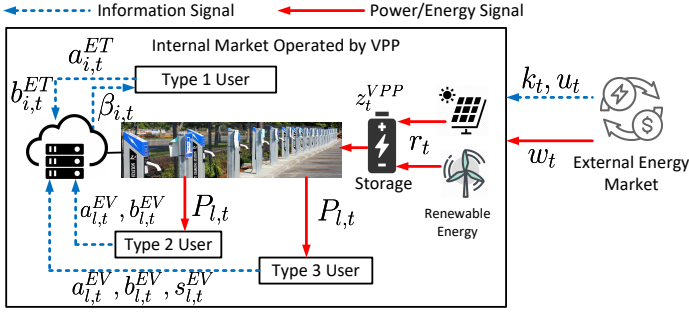 Information Signal
Power/Energy Signal
Internal Market Operated by VPP
a_{i,t}^{ET}
Type 1 User
b_{i,t}^{ET}
β_{i,t}
z_t^{VPP}
r_t
Storage
Renewable
Energy
k_t, u_t
w_t
$
External Energy
Market
a_{l,t}^{EV}, b_{l,t}^{EV}
P_{l,t}
P_{l,t}
Type 2 User
Type 3 User
a_{l,t}^{EV}, b_{l,t}^{EV}, s_{l,t}^{EV}